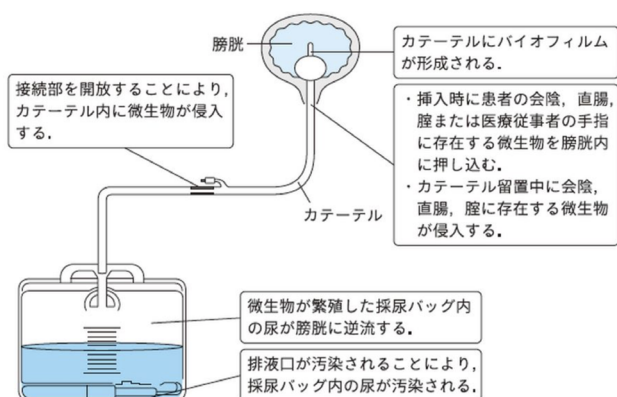 膀胱
カテーテルにバイオフィルム
が形成される．
接続部を開放することにより，
カテーテル内に微生物が侵入
する．
・挿入時に患者の会陰，直腸，
腟または医療従事者の手指
に存在する微生物を膀胱内
に押し込む．
・カテーテル留置中に会陰，
直腸，腟に存在する微生物
が侵入する．
カテーテル
微生物が繁殖した採尿バッグ内
の尿が膀胱に逆流する．
排液口が汚染されることにより，
採尿バッグ内の尿が汚染される．